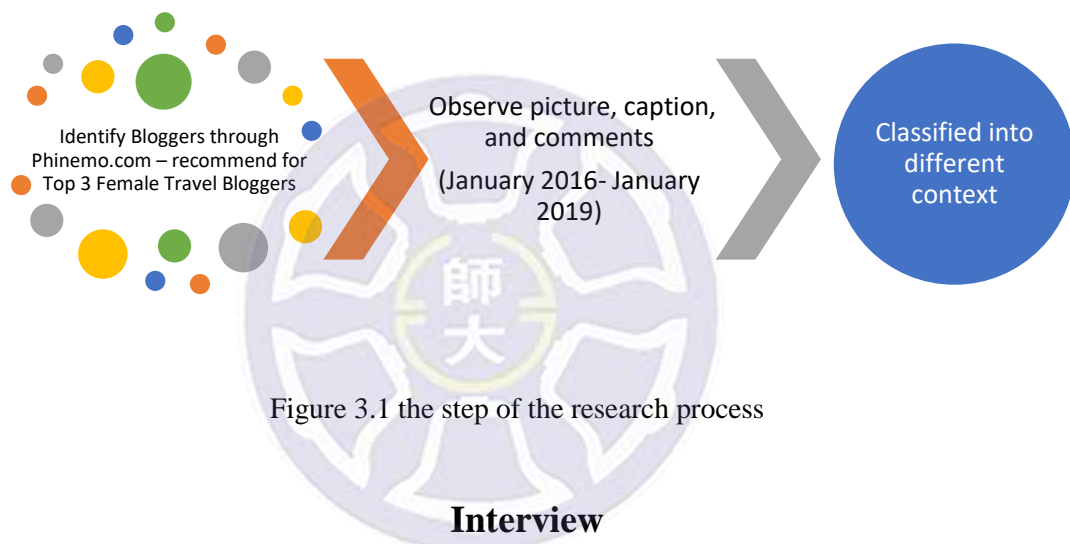 Identify Bloggers through
Phinemo.com – recommend for
Top 3 Female Travel Bloggers
Observe picture, caption,
and comments
(January 2016- January
2019)
Classified into
different
context
師
大
Figure 3.1 the step of the research process
Interview